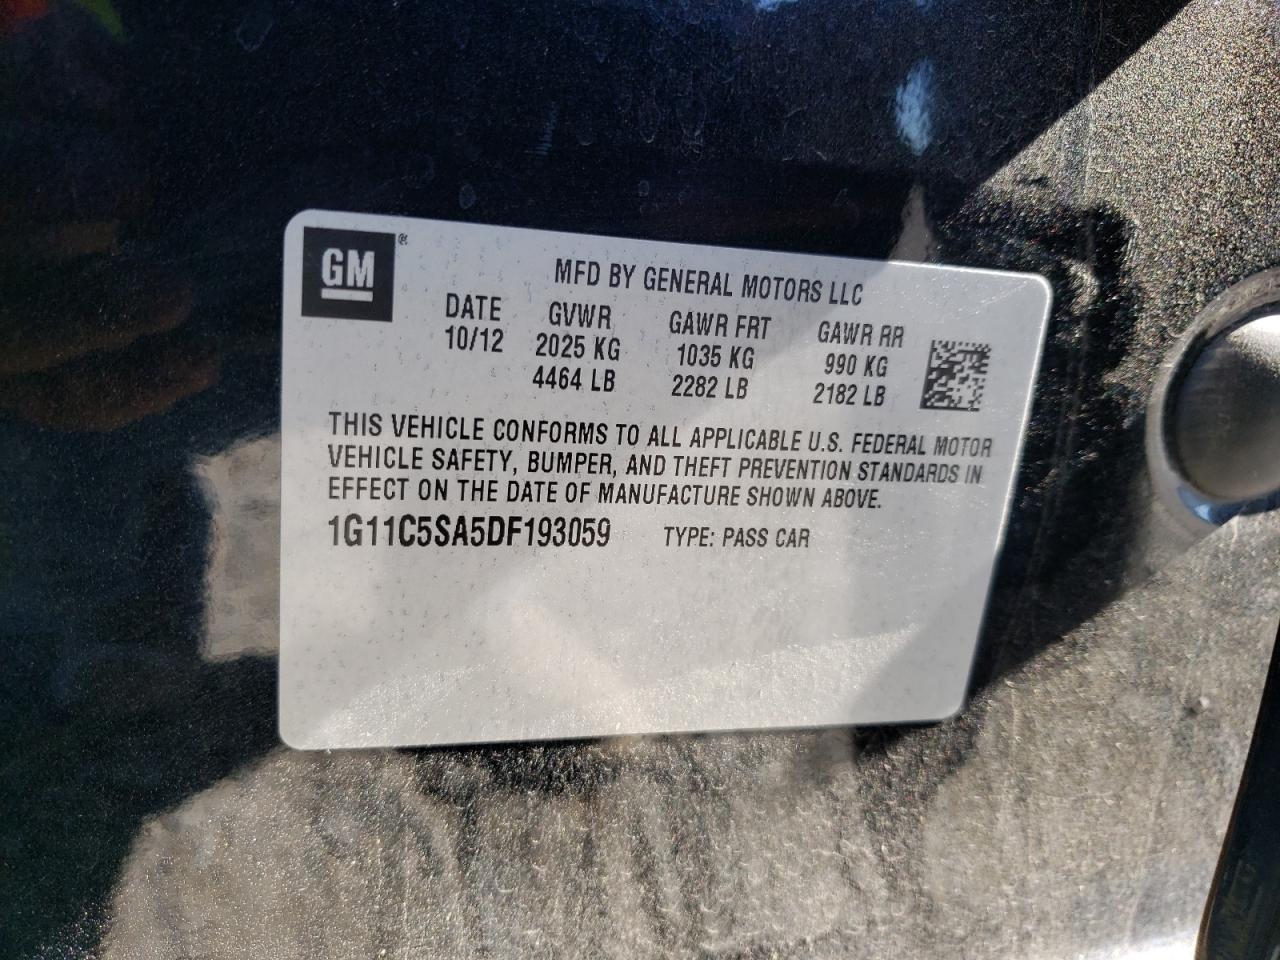 GM®
MFD BY GENERAL MOTORS LLC
DATE GVWR GAWR FRT GAWR RR
10/12 2025 KG 1035 KG 990 KG
4464 LB 2282 LB 2182 LB
THIS VEHICLE CONFORMS TO ALL APPLICABLE U.S. FEDERAL MOTOR
VEHICLE SAFETY, BUMPER, AND THEFT PREVENTION STANDARDS IN
EFFECT ON THE DATE OF MANUFACTURE SHOWN ABOVE.
1G11C5SA5DF193059 TYPE: PASS CAR